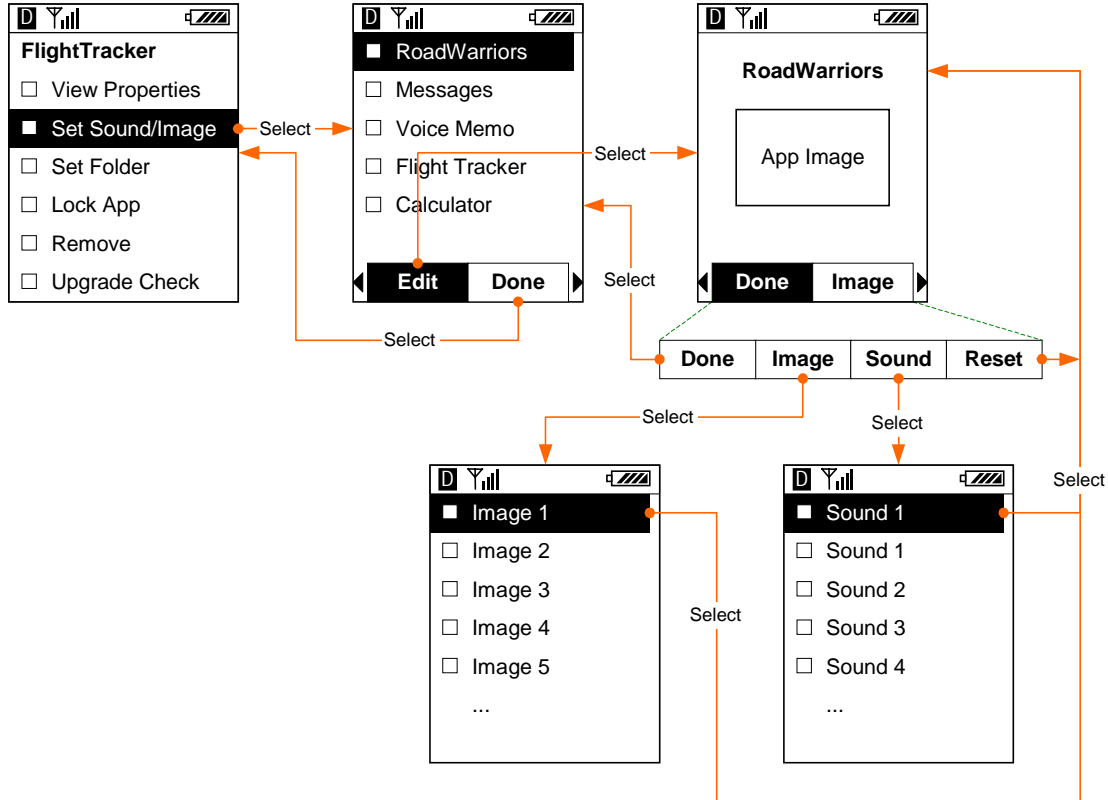 D
FlightTracker
View Properties
Set Sound/Image
Set Folder
Lock App
Remove
Upgrade Check
Select
D
RoadWarriors
Messages
Voice Memo
Flight Tracker
Calculator
Edit Done
Select
Select
Select
D
RoadWarriors
App Image
Done Image
Done Image Sound Reset
Select
Select
D
Image 1
Image 2
Image 3
Image 4
Image 5
...
Select
D
Sound 1
Sound 1
Sound 2
Sound 3
Sound 4
...
Select